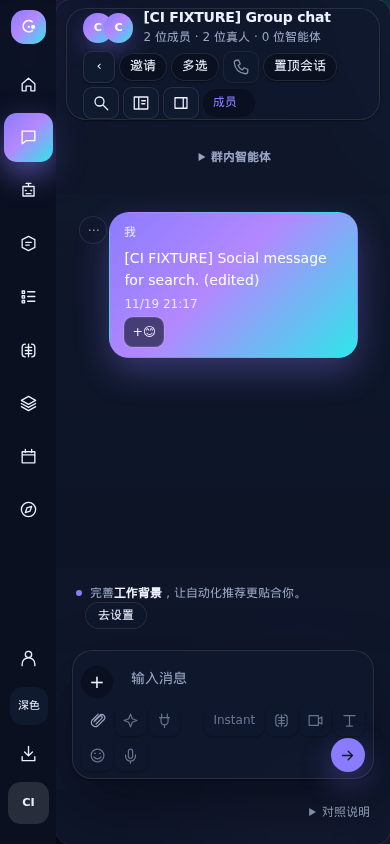 [CI FIXTURE] Group chat
C C 2 位成员 · 2 位真人 · 0 位智能体
‹ 邀请 多选 置顶会话
成员
▶ 群内智能体
我
[CI FIXTURE] Social message
for search. (edited)
11/19 21:17
+😊
完善工作背景，让自动化推荐更贴合你。
去设置
输入消息
Instant
深色
CI
▶ 对照说明